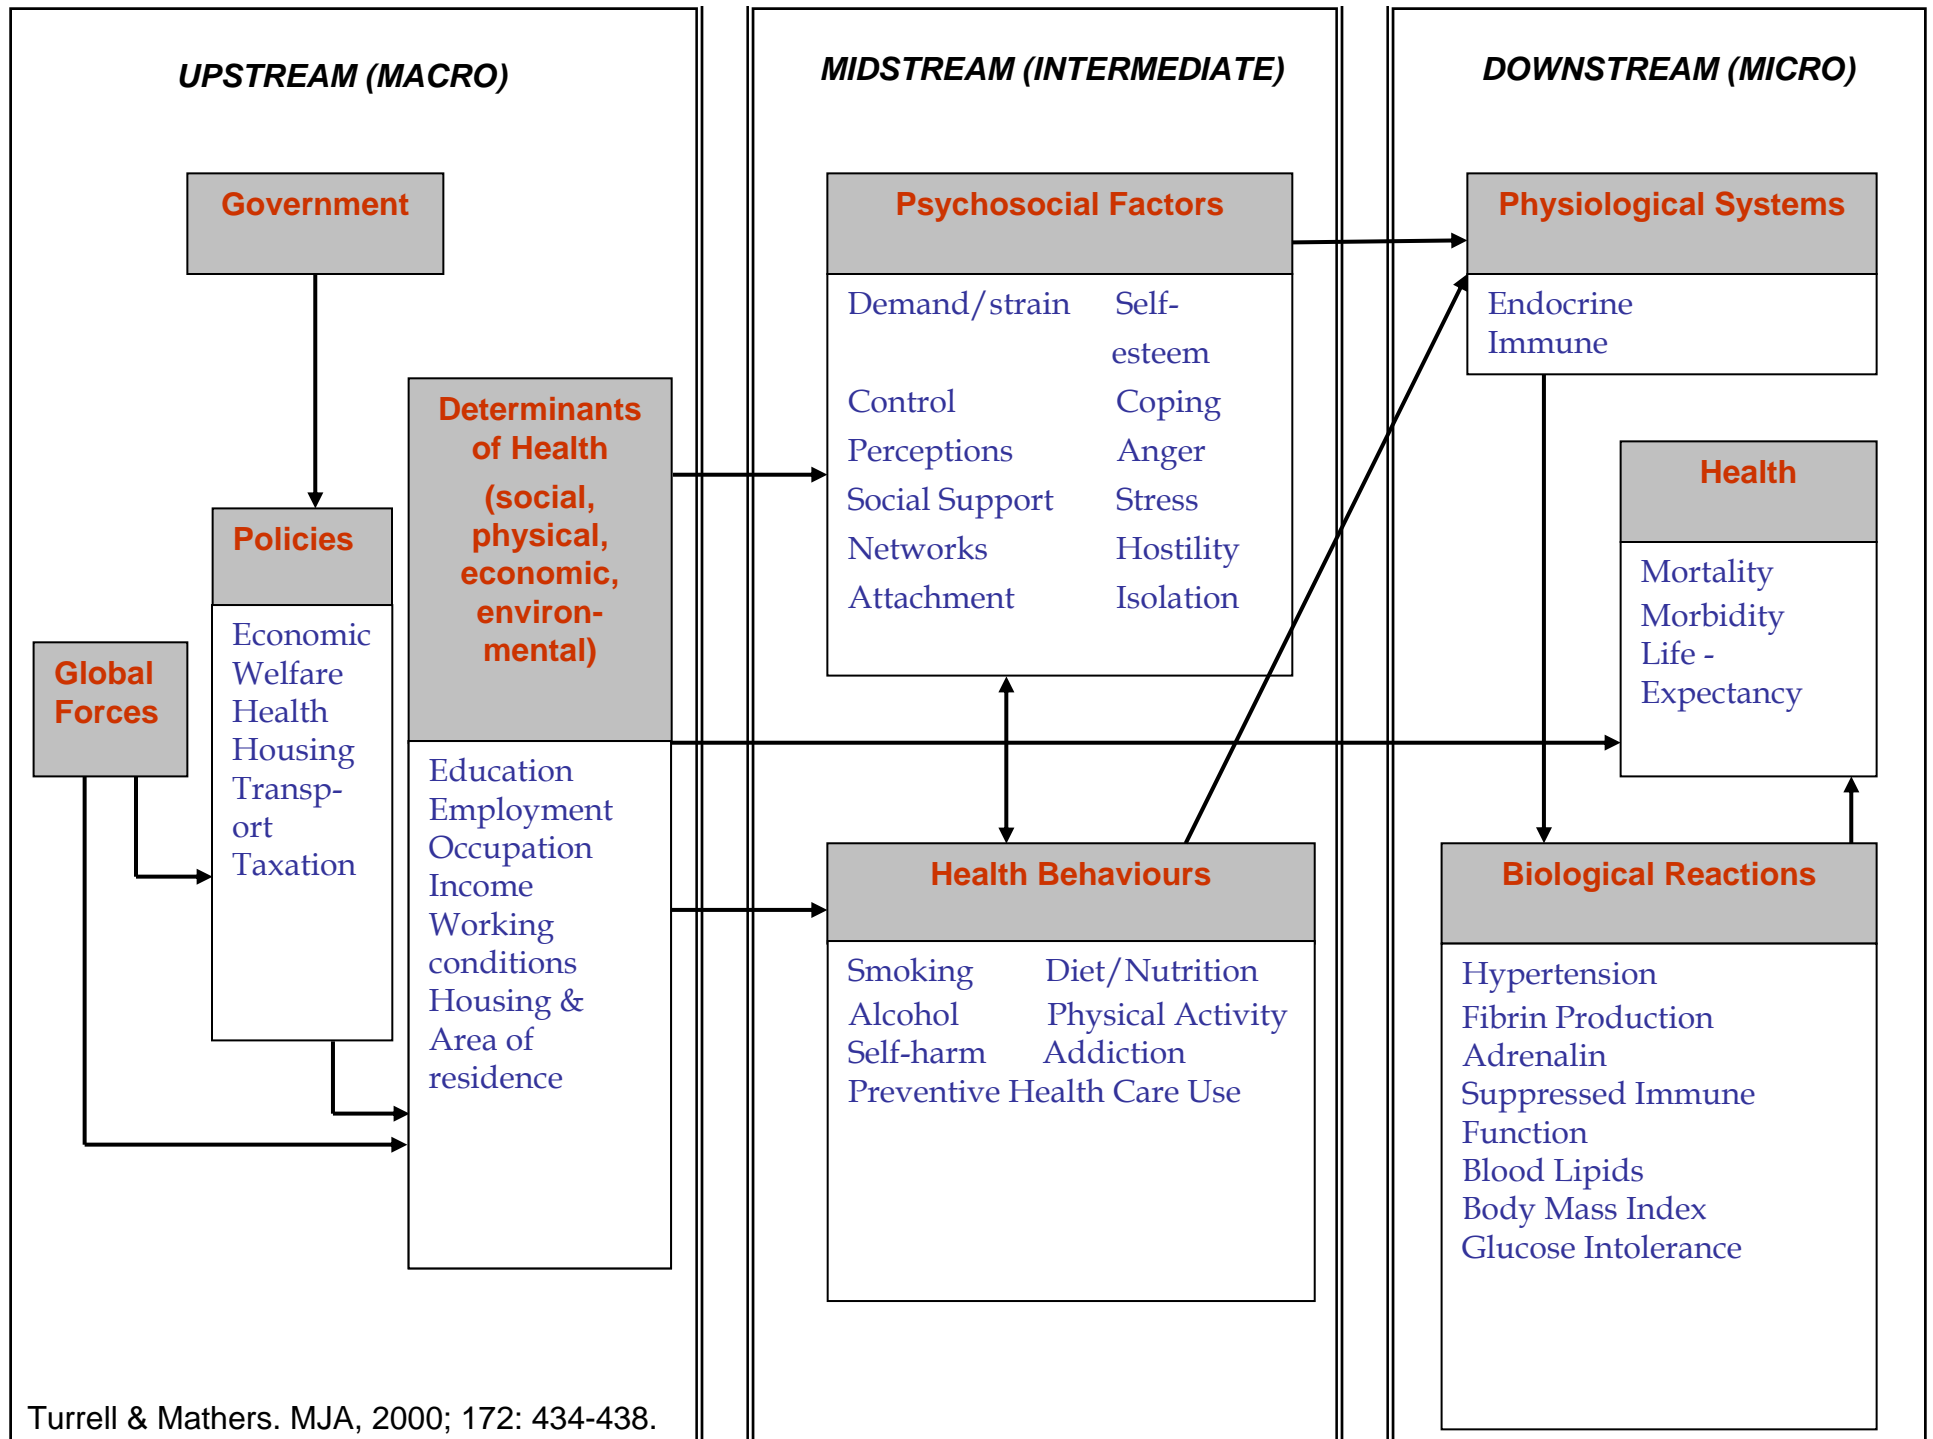 UPSTREAM (MACRO)
Government
Policies
Economic
Welfare
Health
Housing
Transp-
ort
Taxation
Global
Forces
Determinants
of Health
(social,
physical,
economic,
environ-
mental)
Education
Employment
Occupation
Income
Working
conditions
Housing &
Area of
residence
Turrell & Mathers. MJA, 2000; 172: 434-438.
MIDSTREAM (INTERMEDIATE)
Psychosocial Factors
Demand/strain Self-
esteem
Control Coping
Perceptions Anger
Social Support Stress
Networks Hostility
Attachment Isolation
Health Behaviours
Smoking Diet/Nutrition
Alcohol Physical Activity
Self-harm Addiction
Preventive Health Care Use
DOWNSTREAM (MICRO)
Physiological Systems
Endocrine
Immune
Health
Mortality
Morbidity
Life -
Expectancy
Biological Reactions
Hypertension
Fibrin Production
Adrenalin
Suppressed Immune
Function
Blood Lipids
Body Mass Index
Glucose Intolerance